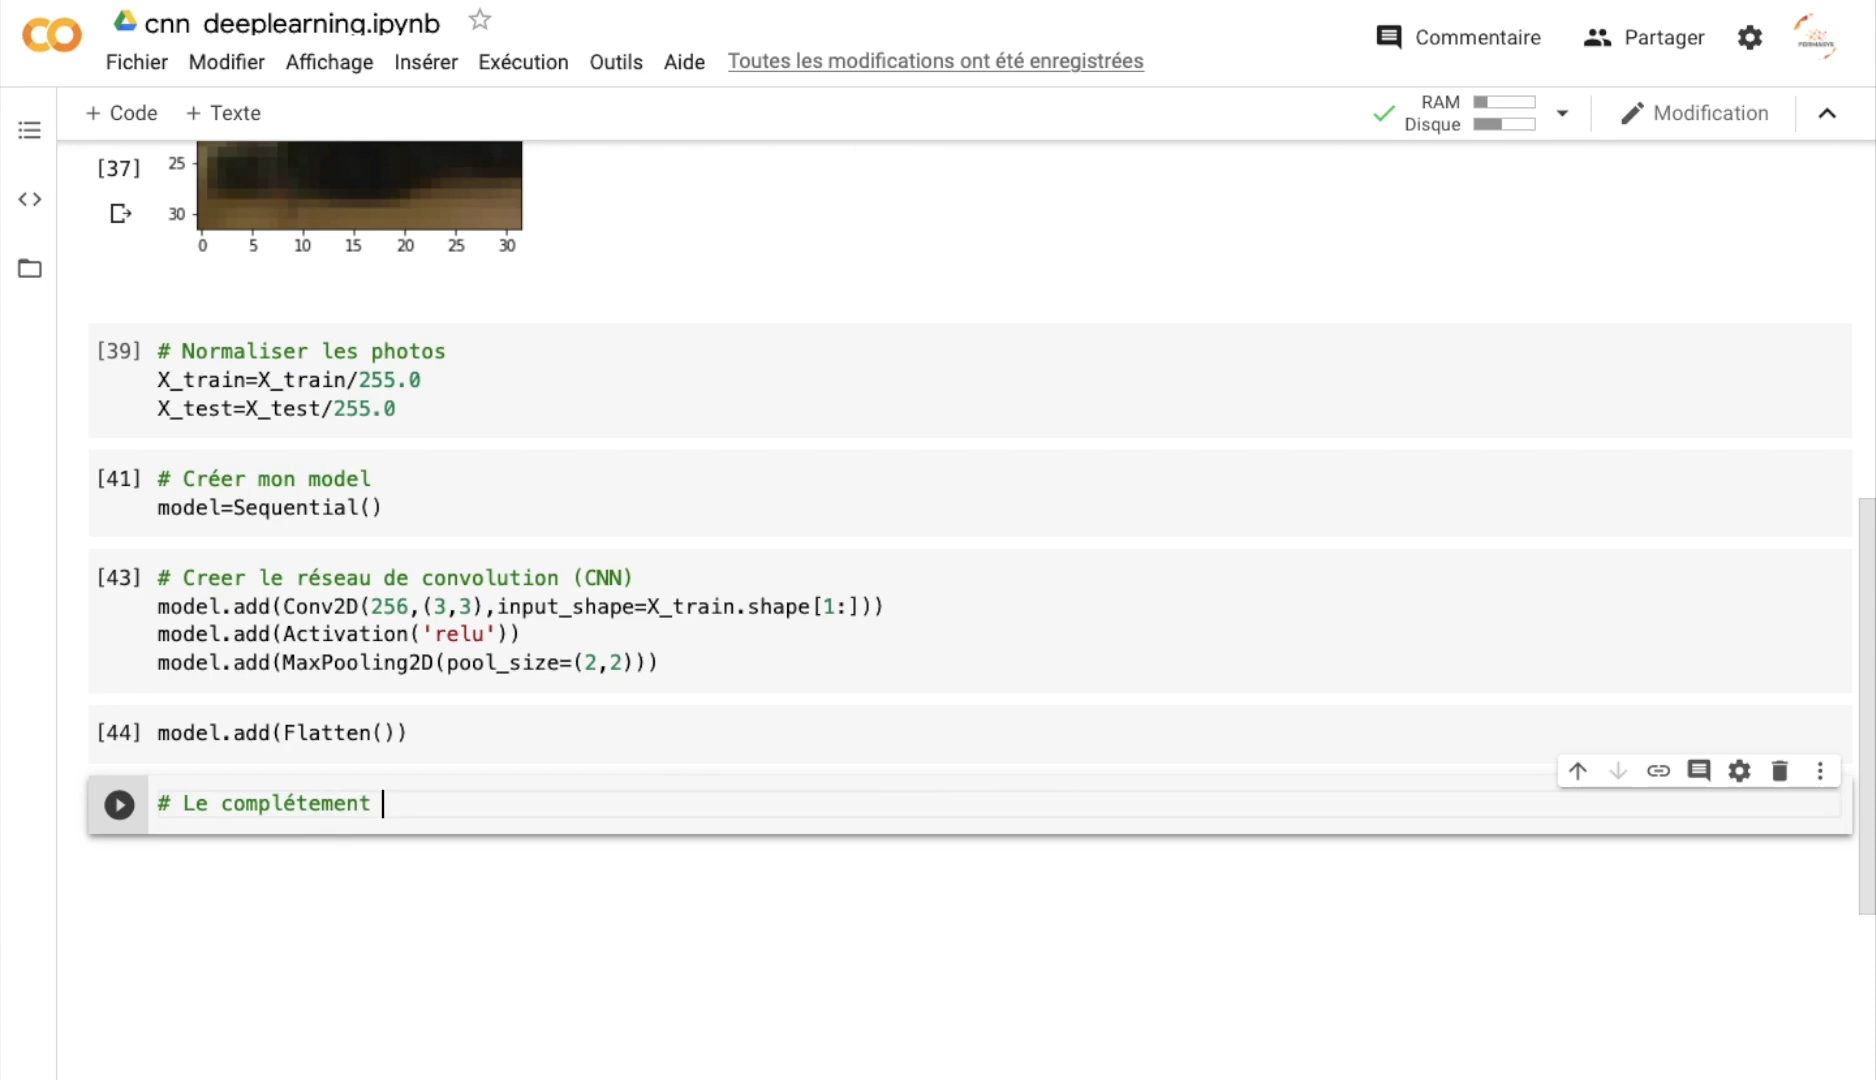 cnn_deeplearning.ipynb
Commentaire
Partager
Fichier Modifier Affichage Insérer Exécution Outils Aide Toutes les modifications ont été enregistrées
+ Code + Texte
RAM
Disque
Modification
[37]
25
30
0 5 10 15 20 25 30
[39] # Normaliser les photos
X_train=X_train/255.0
X_test=X_test/255.0
[41] # Créer mon model
model=Sequential()
[43] # Creer le réseau de convolution (CNN)
model.add(Conv2D(256,(3,3),input_shape=X_train.shape[1:]))
model.add(Activation('relu'))
model.add(MaxPooling2D(pool_size=(2,2)))
[44] model.add(Flatten())
# Le complétement